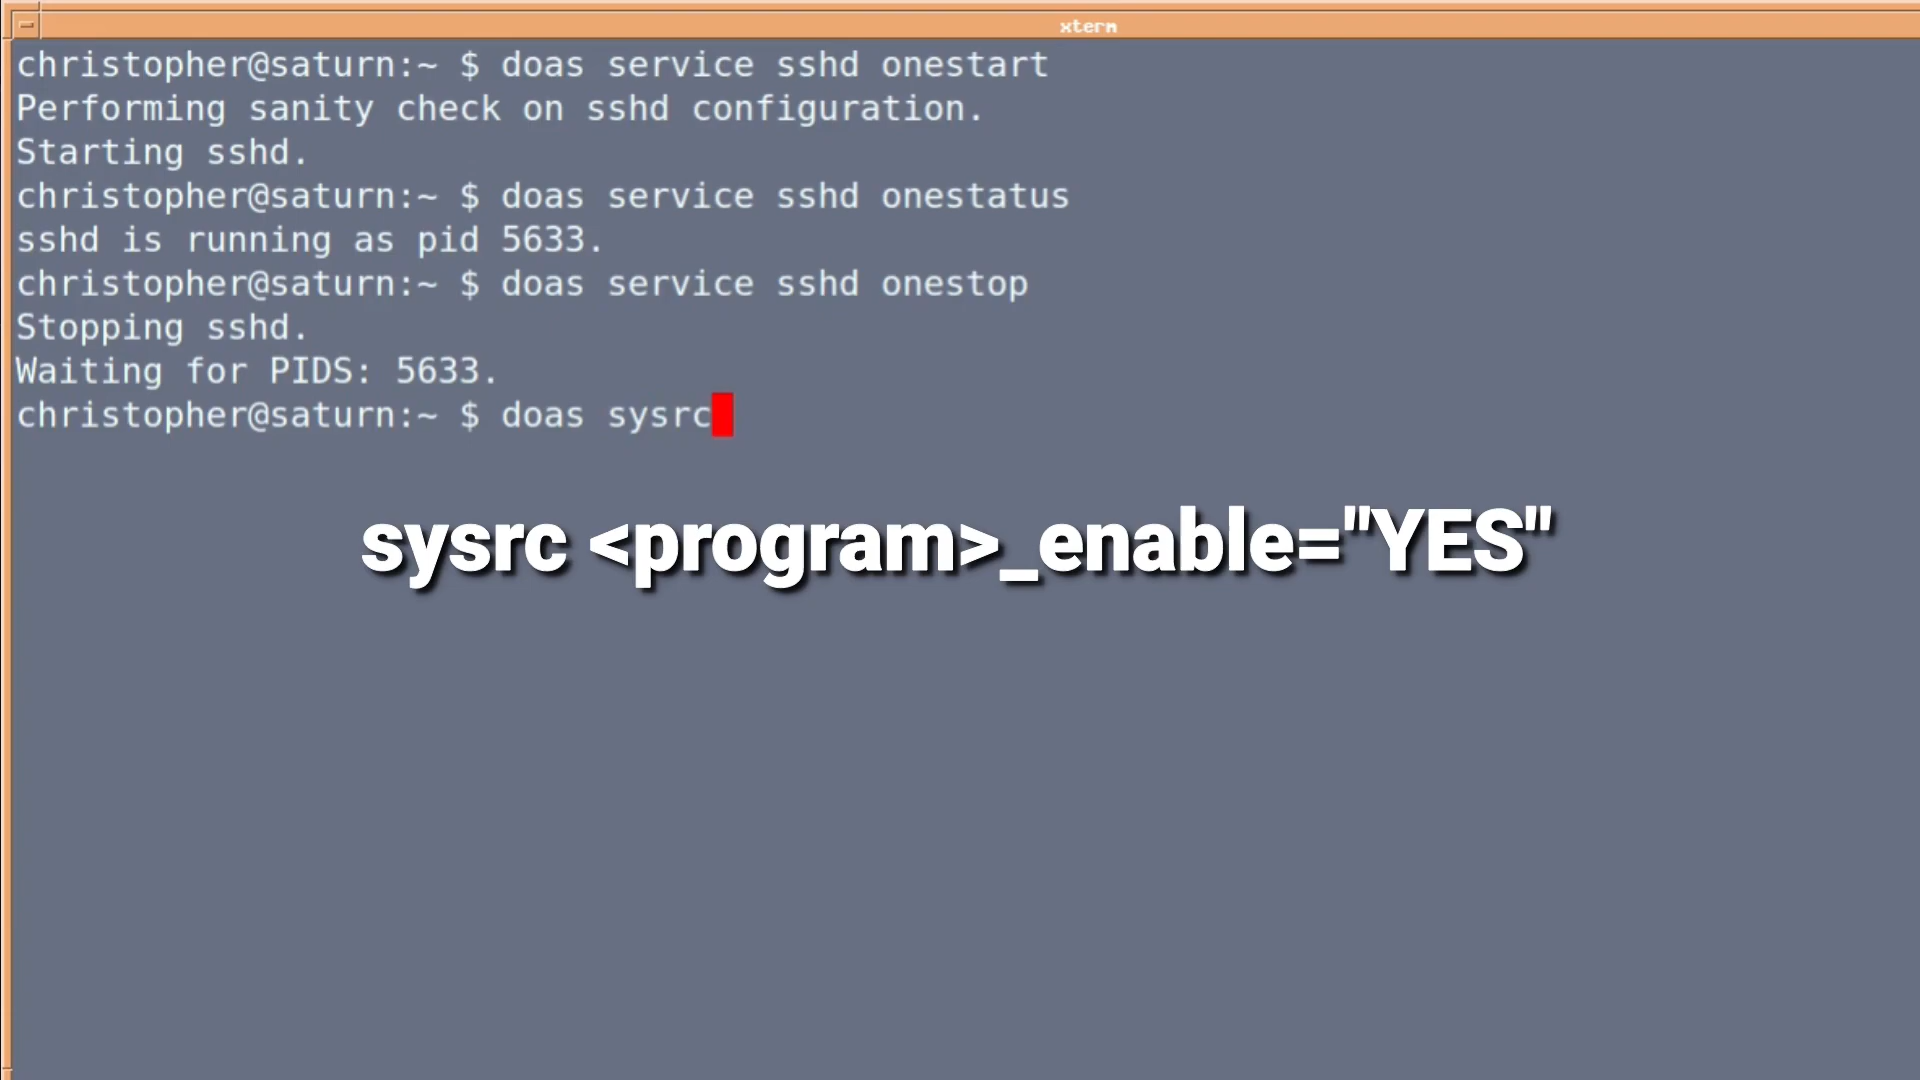 xterm
christopher@saturn:~ $ doas service sshd onestart
Performing sanity check on sshd configuration.
Starting sshd.
christopher@saturn:~ $ doas service sshd onestatus
sshd is running as pid 5633.
christopher@saturn:~ $ doas service sshd onestop
Stopping sshd.
Waiting for PIDS: 5633.
christopher@saturn:~ $ doas sysrc
sysrc <program>_enable="YES"